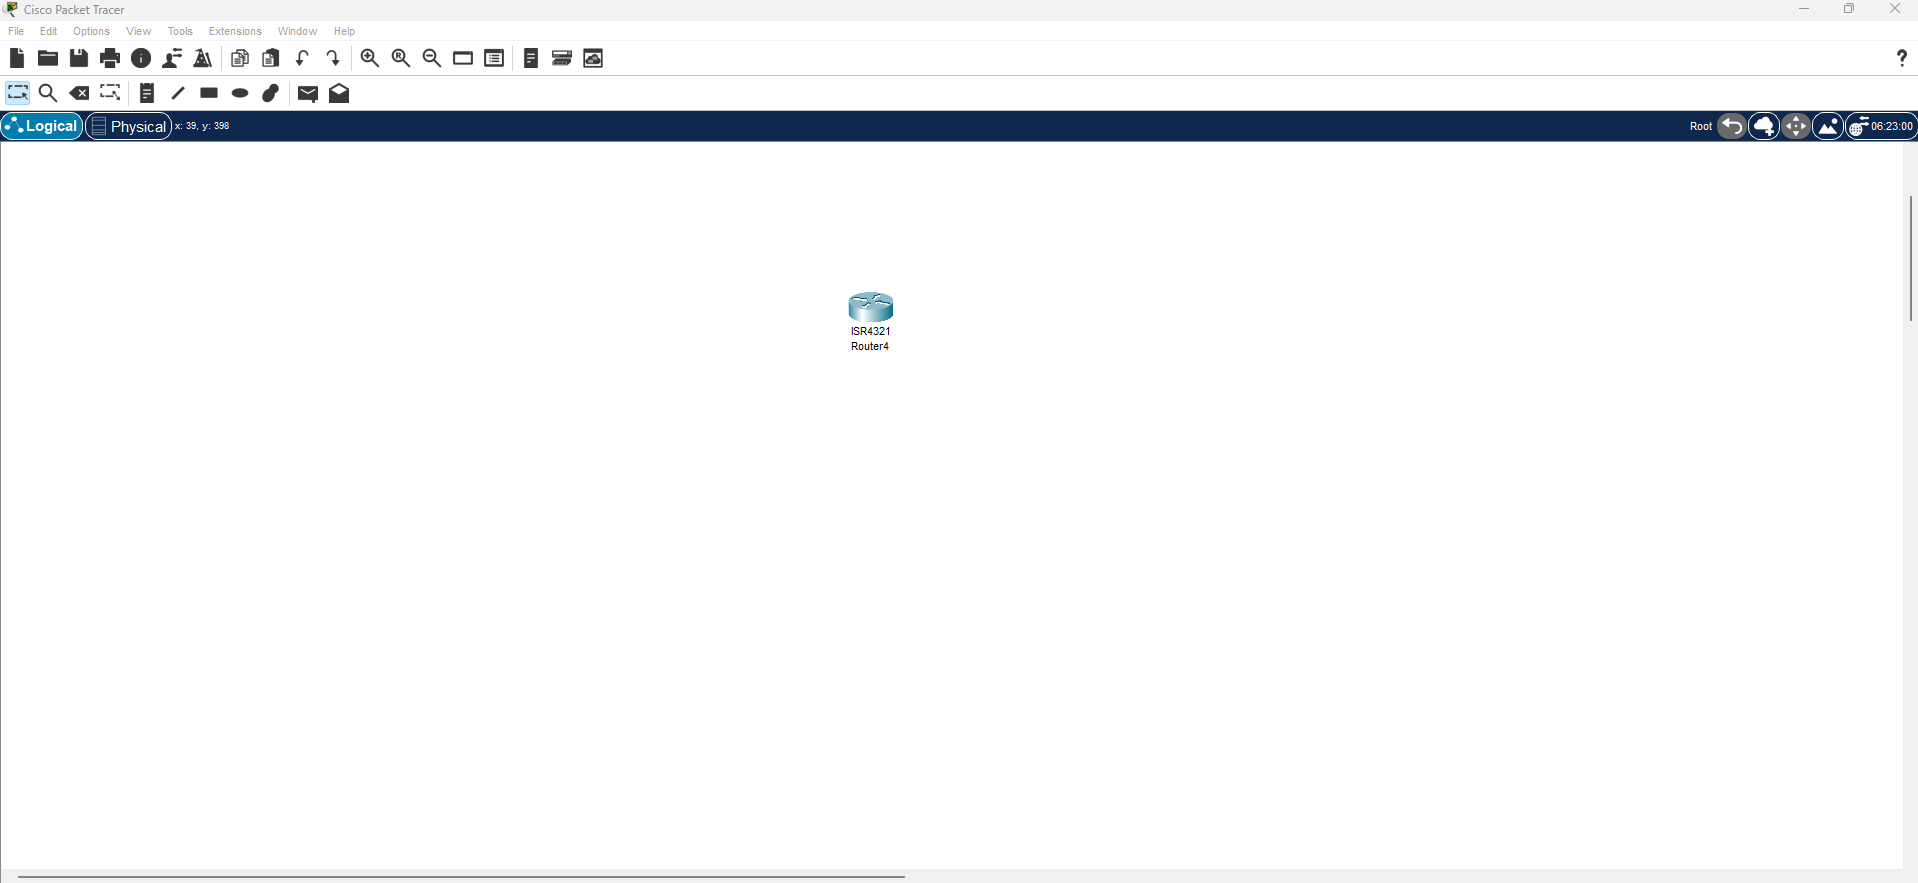 Cisco Packet Tracer
File Edit Options View Tools Extensions Window Help
?
Logical Physical x: 39, y: 398 Root 06:23:00
ISR4321
Router4